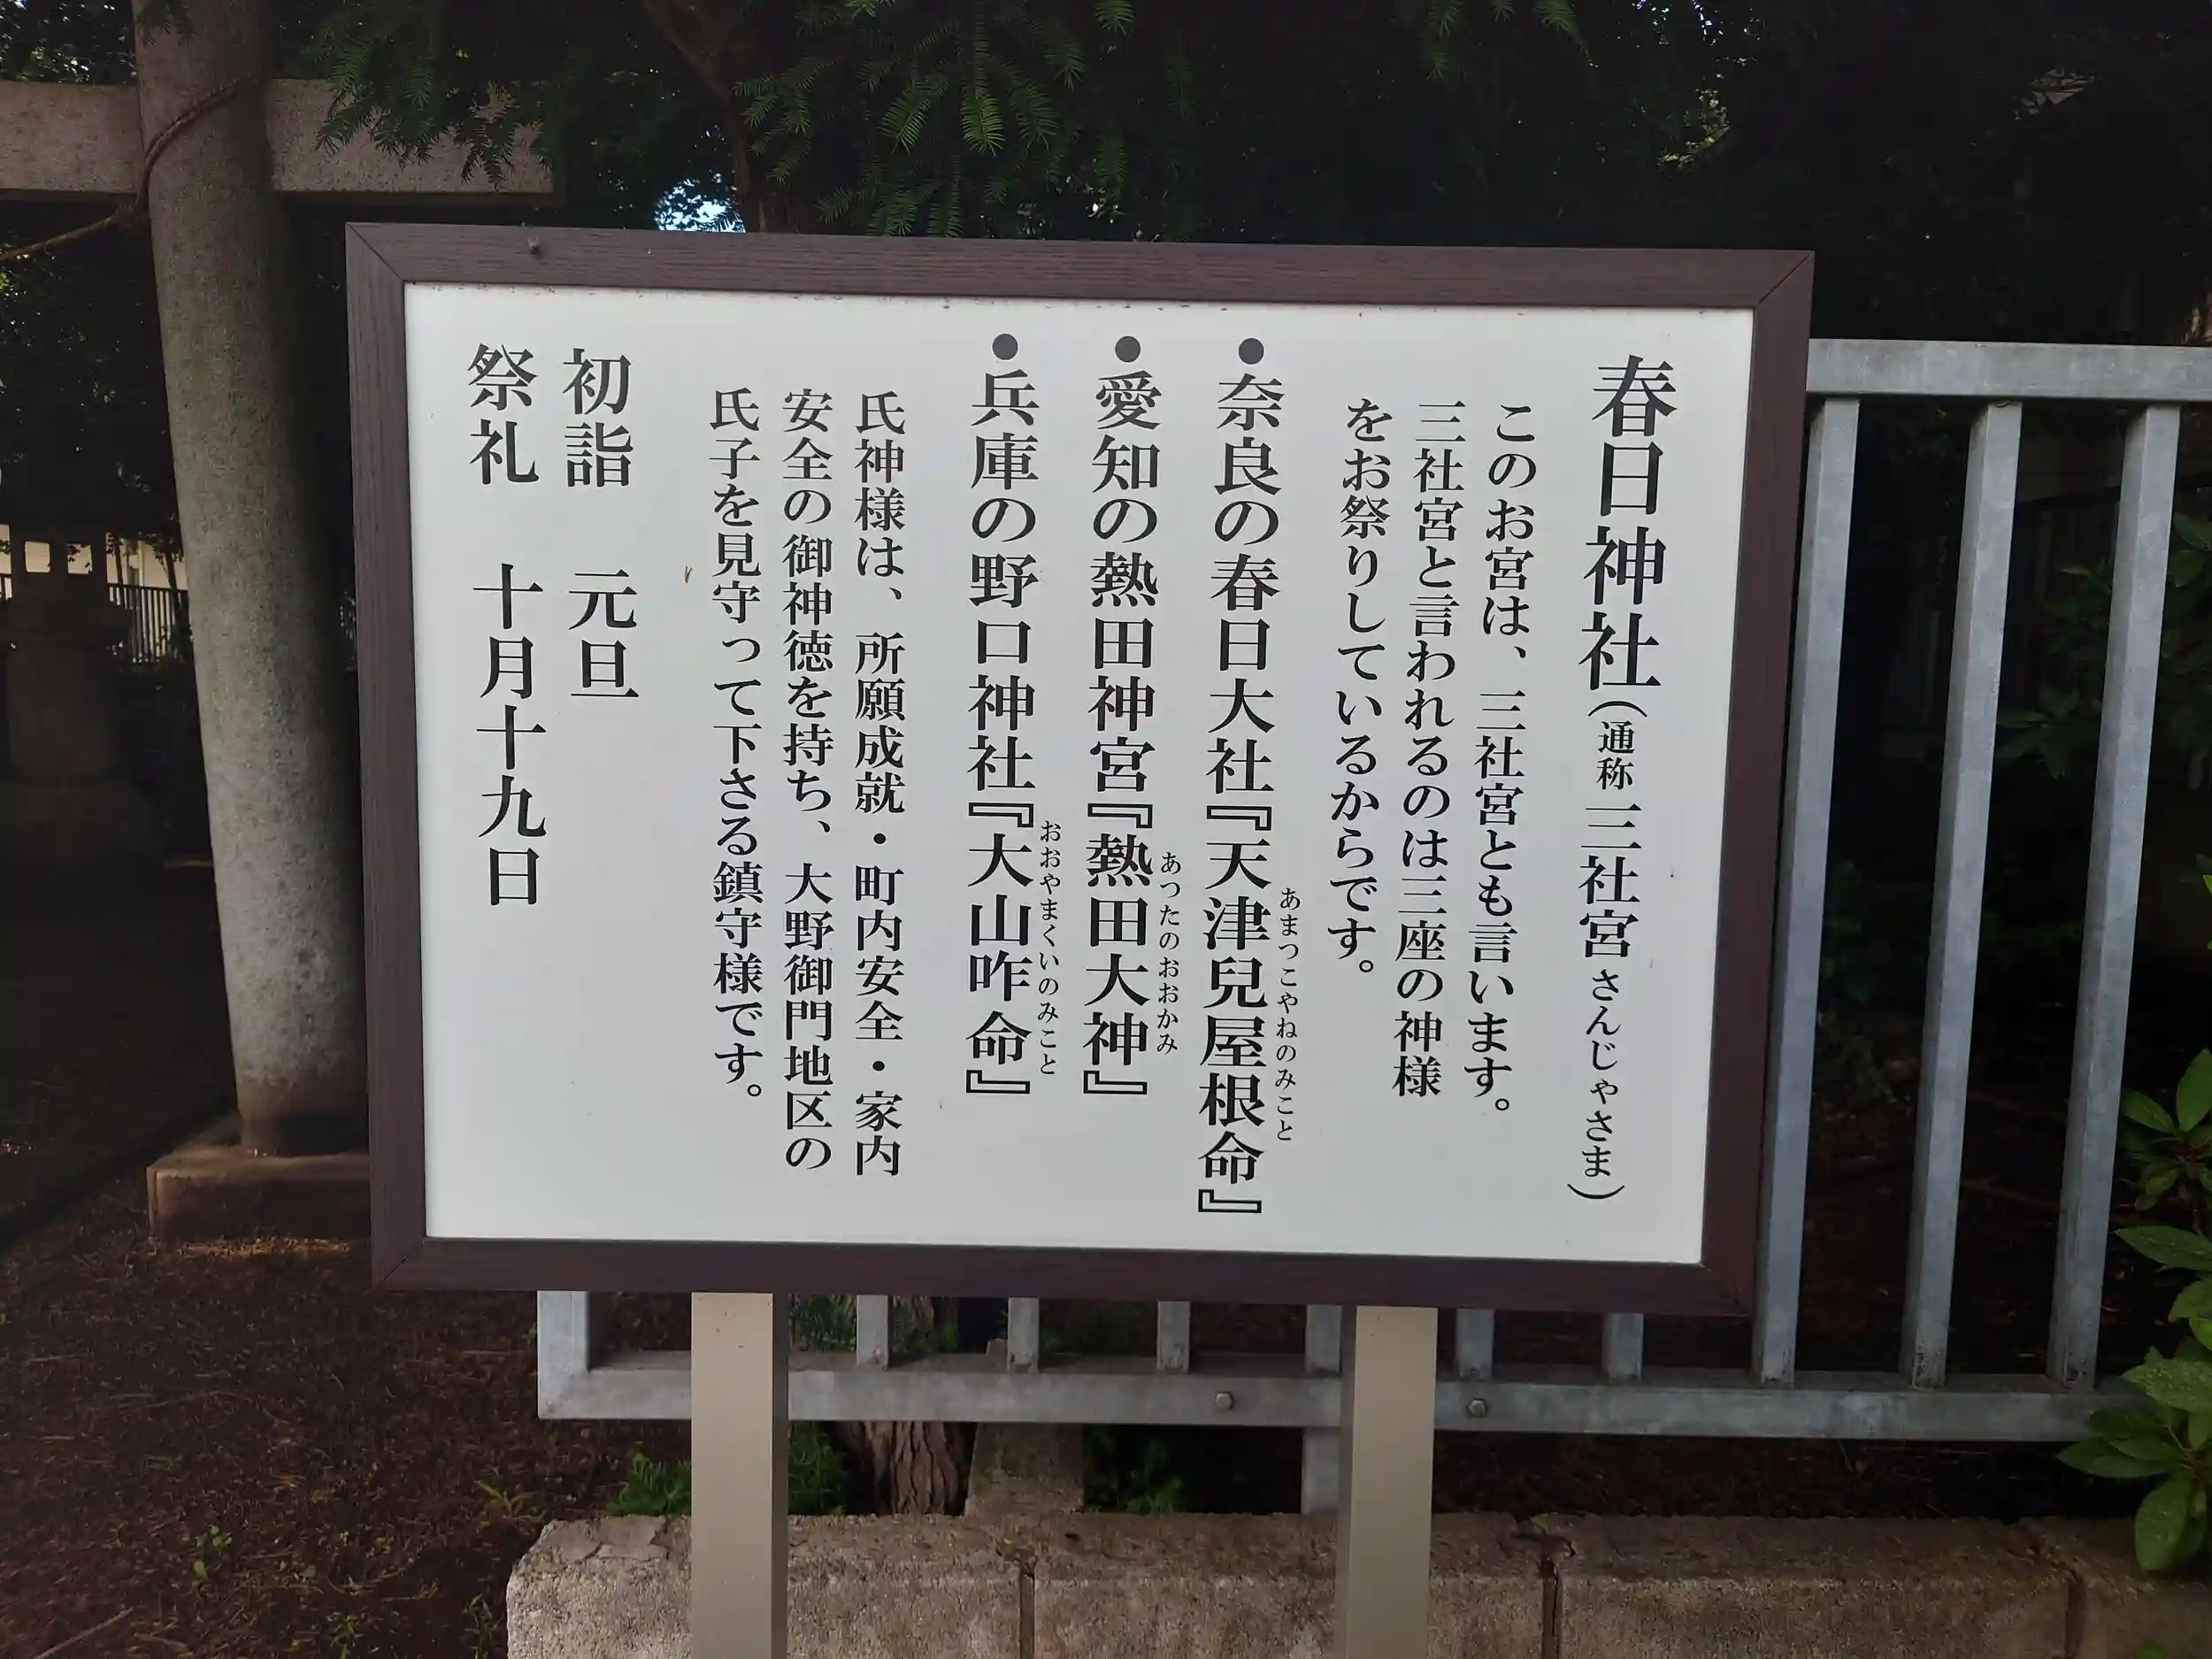 春日神社（通称 三社宮 さんじゃさま）
このお宮は、三社宮とも言います。
三社宮と言われるのは三座の神様
をお祭りしているからです。
●奈良の春日大社『天津兒屋根命』
あまつこやねのみこと
●愛知の熱田神宮『熱田大神』
あつたのおおかみ
●兵庫の野口神社『大山咋命』
おおやまくいのみこと
氏神様は、所願成就・町内安全・家内
安全の御神徳を持ち、大野御門地区の
氏子を見守って下さる鎮守様です。
初詣 元旦
祭礼 十月十九日